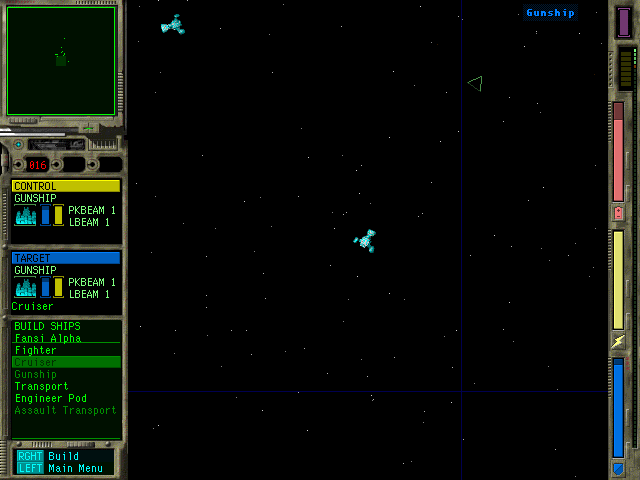 Gunship
016
CONTROL
GUNSHIP
PKBEAM 1
LBEAM 1
TARGET
GUNSHIP
PKBEAM 1
LBEAM 1
Cruiser
BUILD SHIPS
Fansi Alpha
Fighter
Cruiser
Gunship
Transport
Engineer Pod
Assault Transport
RGHT Build
LEFT Main Menu